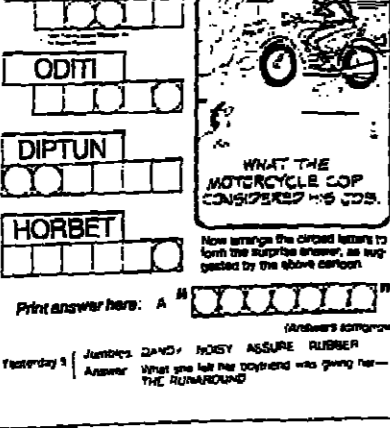 ODITI
DIPTUN
HORBET
WHAT THE
MOTORCYCLE COP
CONSIDERED HIS JOB.
Now arrange the circled letters to
form the surprise answer, as sug-
gested by the above cartoon.
Print answer here: A " "
(Answers tomorrow
Yesterday's Jumbles: DANDY NOISY ASSURE RUBBER
Answer What she felt her boyfriend was giving her—
THE RUNAROUND